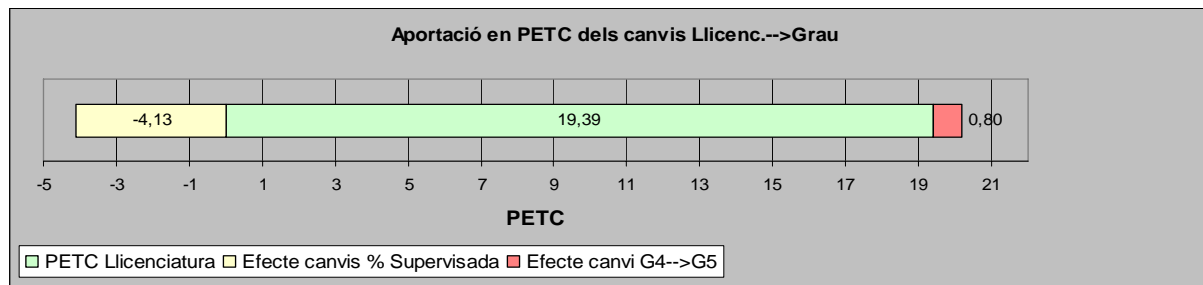 Aportació en PETC dels canvis Llicenc.-->Grau
-4,13 19,39 0,80
-5 -3 -1 1 3 5 7 9 11 13 15 17 19 21
PETC
PETC Llicenciatura Efecte canvis % Supervisada Efecte canvi G4-->G5